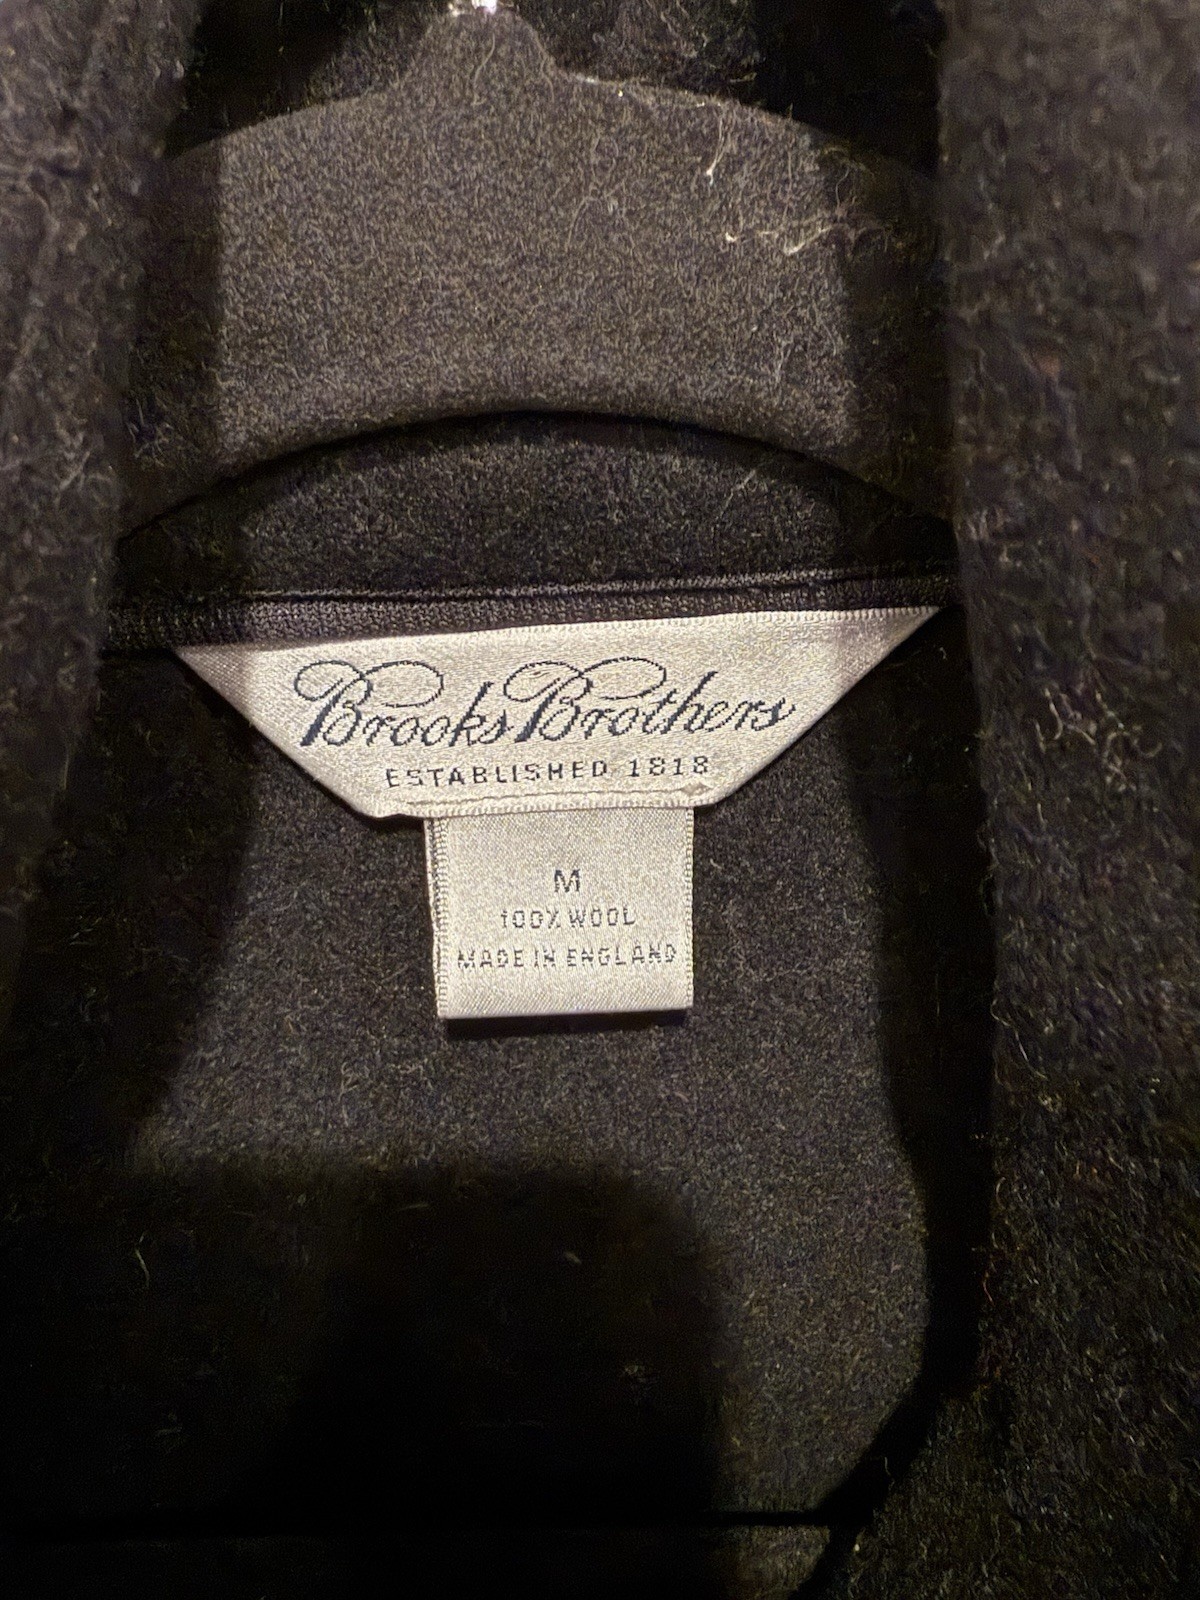 Brooks Brothers
ESTABLISHED 1818
M
100% WOOL
MADE IN ENGLAND